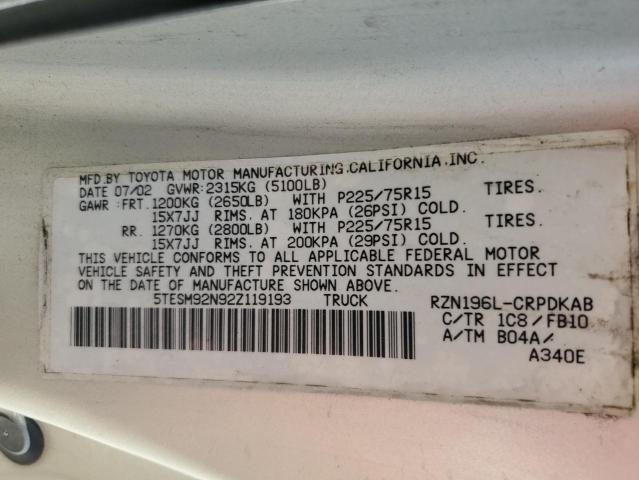 MFD.BY TOYOTA MOTOR MANUFACTURING,CALIFORNIA,INC.
DATE 07/02 GVWR:2315KG (5100LB)
GAWR :FRT.1200KG (2650LB) WITH P225/75R15 TIRES.
15X7JJ RIMS. AT 180KPA (26PSI) COLD.
RR. 1270KG (2800LB) WITH P225/75R15 TIRES.
15X7JJ RIMS. AT 200KPA (29PSI) COLD.
THIS VEHICLE CONFORMS TO ALL APPLICABLE FEDERAL MOTOR
VEHICLE SAFETY AND THEFT PREVENTION STANDARDS IN EFFECT
ON THE DATE OF MANUFACTURE SHOWN ABOVE.
5TESM92N92Z119193 TRUCK RZN196L-CRPDKAB
C/TR 1C8/FB10
A/TM B04A/
A340E